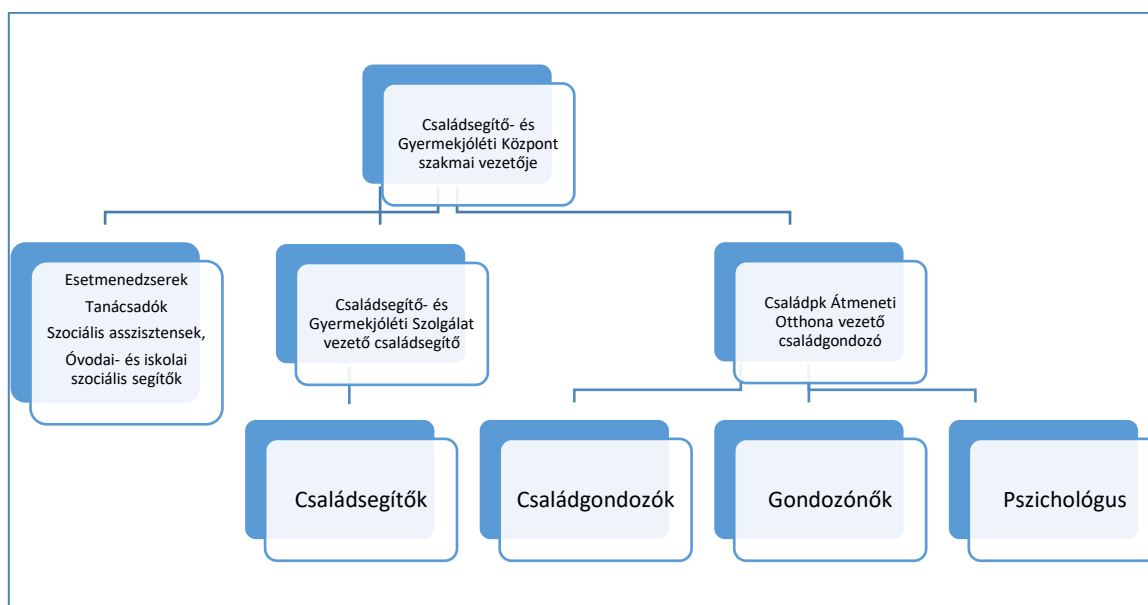 Családsegítő- és
Gyermekjóléti Központ
szakmai vezetője
Esetmenedzserek
Tanácsadók
Szociális asszisztensek,
Óvodai- és iskolai
szociális segítők
Családsegítő- és
Gyermekjóléti Szolgálat
vezető családsegítő
Családpk Átmeneti
Otthona vezető
családgondozó
Családsegítők
Családgondozók
Gondozónők
Pszichológus